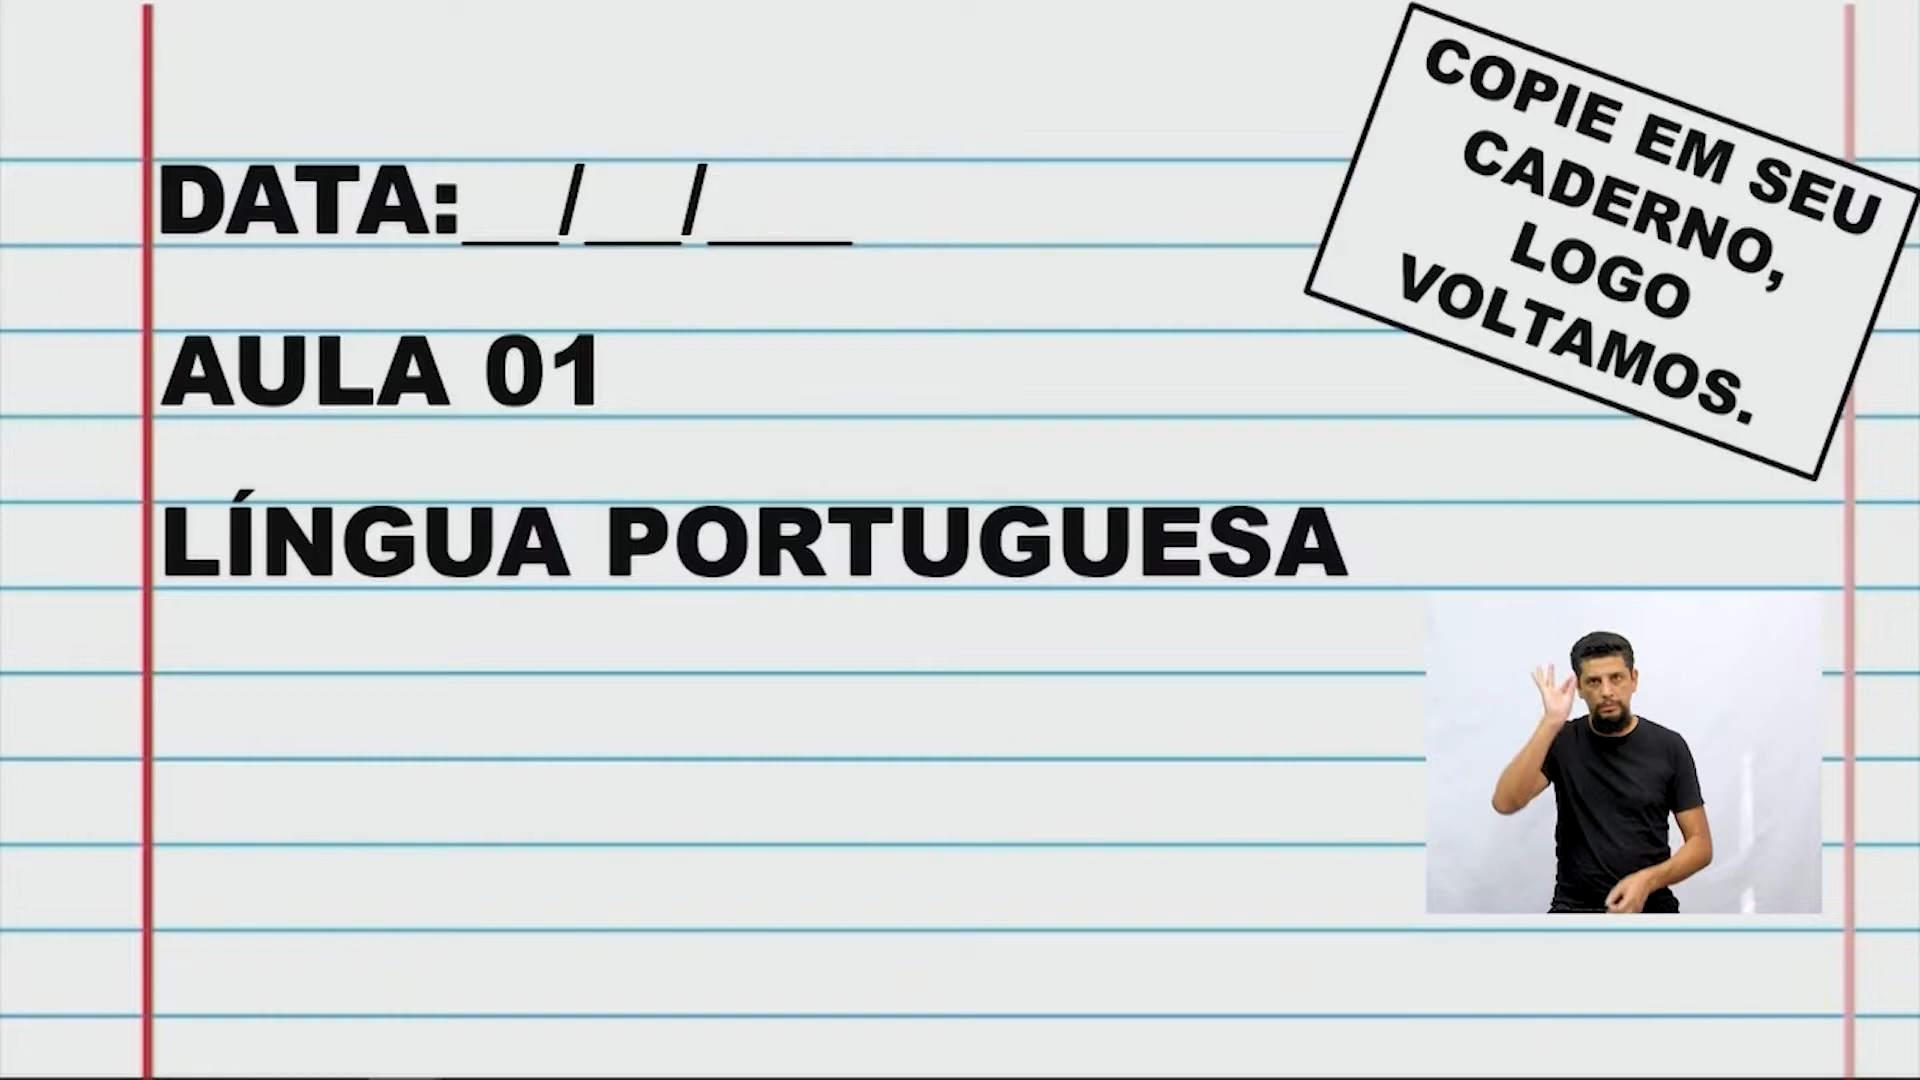 DATA:__/__/___
AULA 01
LÍNGUA PORTUGUESA
COPIE EM SEU
CADERNO,
LOGO
VOLTAMOS.